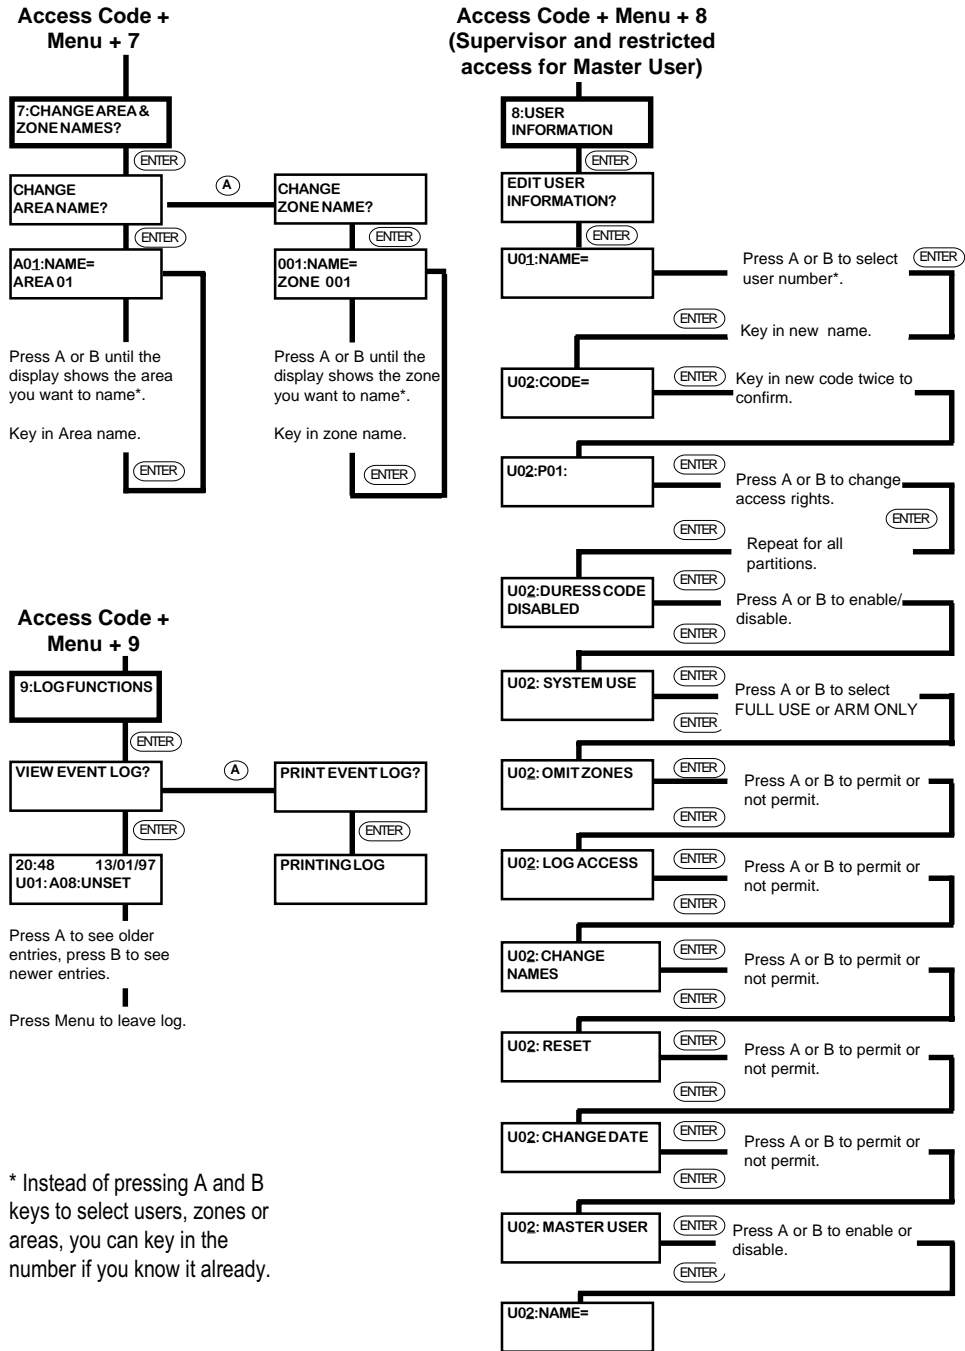 Access Code +
Menu + 7
7:CHANGE AREA &
ZONE NAMES?
ENTER
CHANGE
AREA NAME?
A
CHANGE
ZONE NAME?
ENTER
ENTER
A01:NAME=
AREA 01
001:NAME=
ZONE 001
Press A or B until the
display shows the area
you want to name*.
Key in Area name.
ENTER
Press A or B until the
display shows the zone
you want to name*.
Key in zone name.
ENTER
Access Code +
Menu + 9
9:LOG FUNCTIONS
ENTER
VIEW EVENT LOG?
A
PRINT EVENT LOG?
ENTER
ENTER
20:48 13/01/97
U01:A08:UNSET
PRINTING LOG
Press A to see older
entries, press B to see
newer entries.
Press Menu to leave log.
* Instead of pressing A and B
keys to select users, zones or
areas, you can key in the
number if you know it already.
Access Code + Menu + 8
(Supervisor and restricted
access for Master User)
8:USER
INFORMATION
ENTER
EDIT USER
INFORMATION?
ENTER
U01:NAME=
Press A or B to select
user number*.
ENTER
ENTER
Key in new name.
U02:CODE=
ENTER
Key in new code twice to
confirm.
U02:P01:
ENTER
Press A or B to change
access rights.
ENTER
ENTER
Repeat for all
partitions.
U02:DURESS CODE
DISABLED
ENTER
Press A or B to enable/
disable.
ENTER
U02: SYSTEM USE
ENTER
Press A or B to select
FULL USE or ARM ONLY
ENTER
U02: OMIT ZONES
ENTER
Press A or B to permit or
not permit.
ENTER
U02: LOG ACCESS
ENTER
Press A or B to permit or
not permit.
ENTER
U02: CHANGE
NAMES
ENTER
Press A or B to permit or
not permit.
ENTER
U02: RESET
ENTER
Press A or B to permit or
not permit.
ENTER
U02: CHANGE DATE
ENTER
Press A or B to permit or
not permit.
ENTER
U02: MASTER USER
ENTER
Press A or B to enable or
disable.
ENTER
U02:NAME=